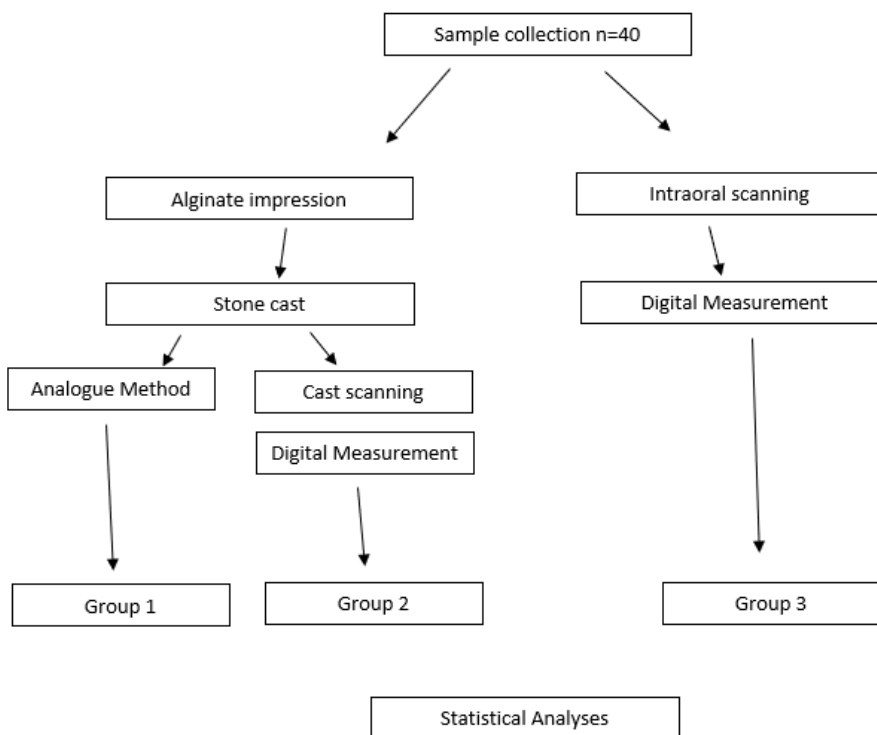 Sample collection n=40
Alginate impression
Intraoral scanning
Stone cast
Digital Measurement
Analogue Method
Cast scanning
Digital Measurement
Group 1
Group 2
Group 3
Statistical Analyses